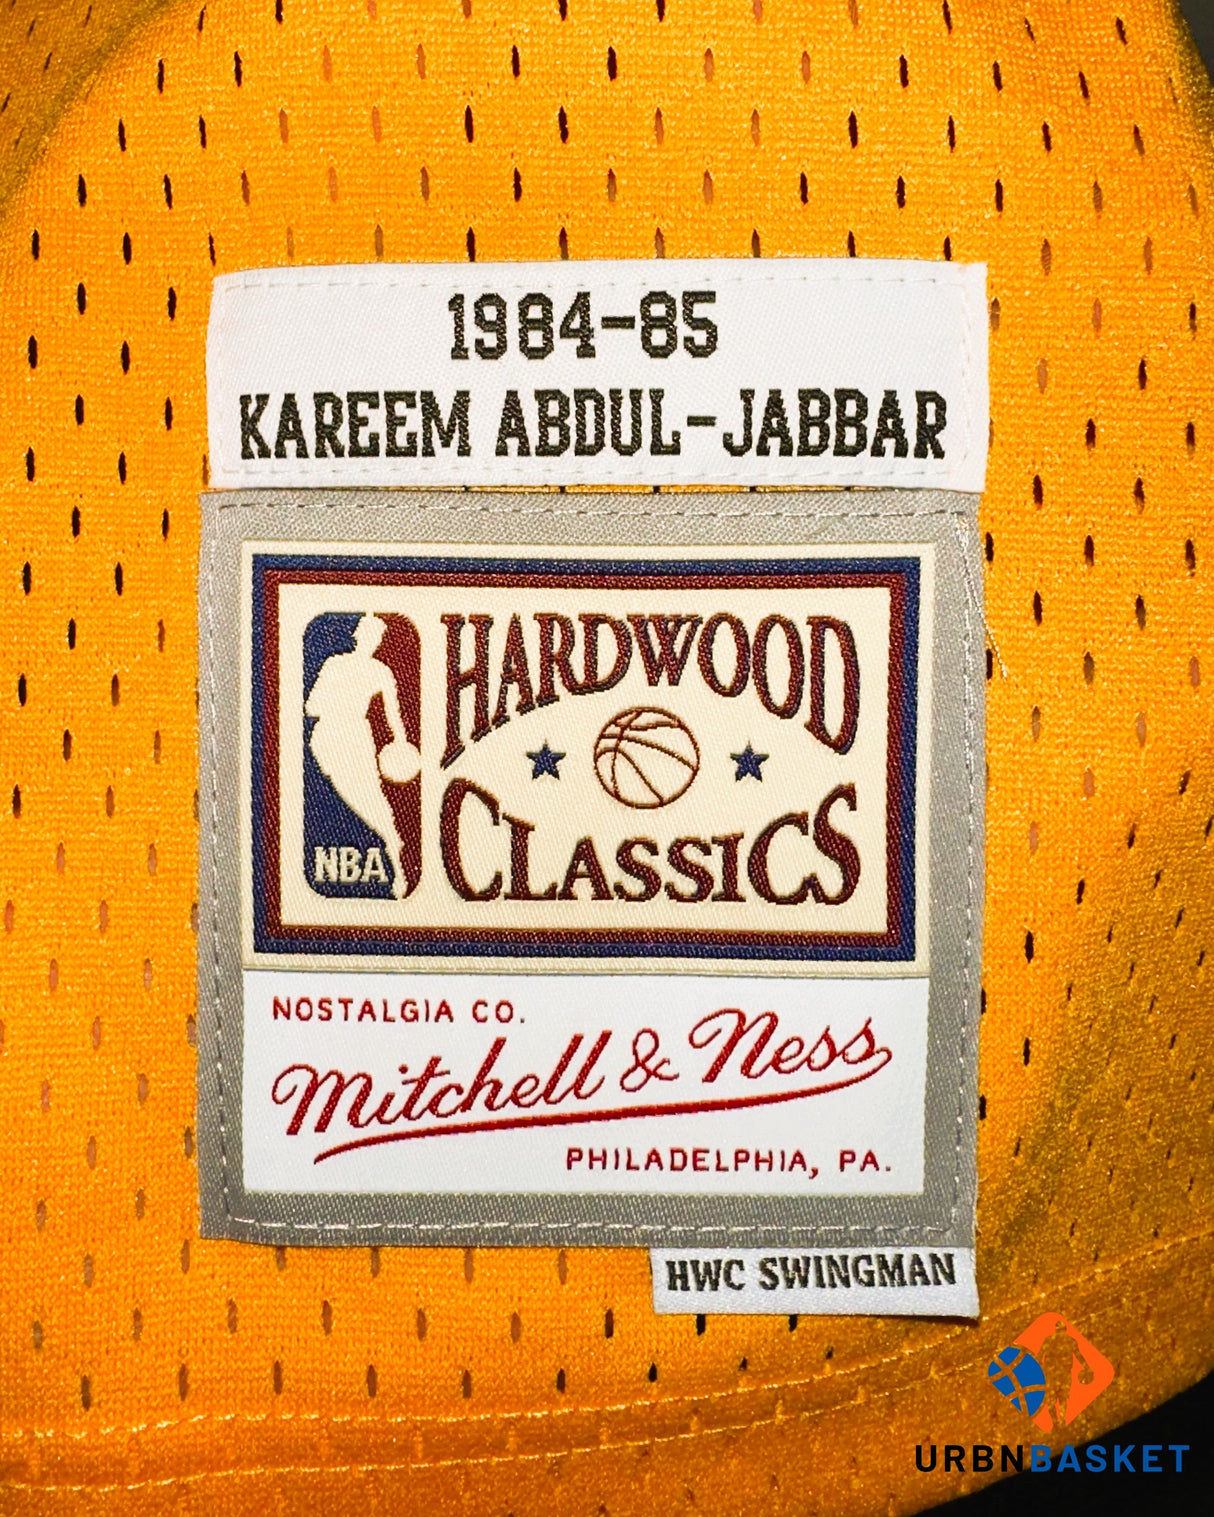 1984-85
KAREEM ABDUL-JABBAR
HARDWOOD
CLASSICS
NBA
NOSTALGIA CO.
Mitchell & Ness
PHILADELPHIA, PA.
HWC SWINGMAN
URBNBASKET